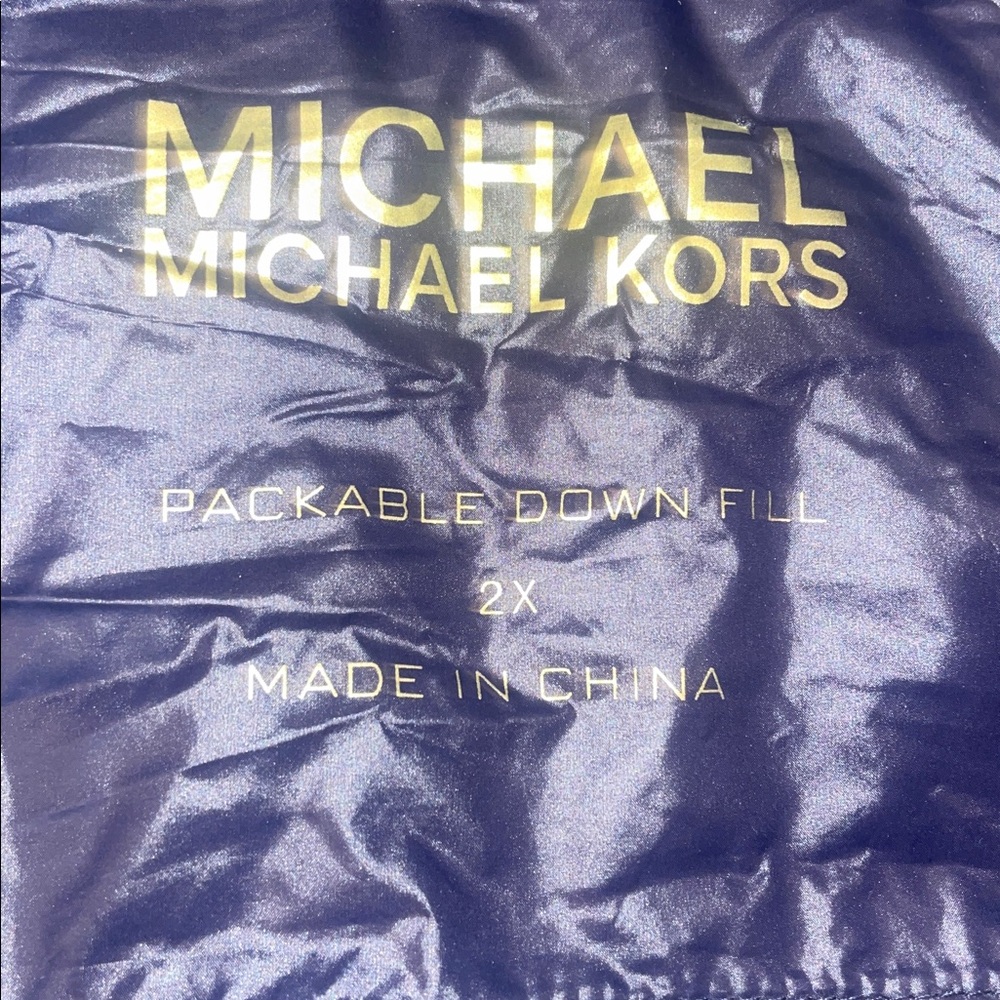 MICHAEL
MICHAEL KORS
PACKABLE DOWN FILL
2X
MADE IN CHINA